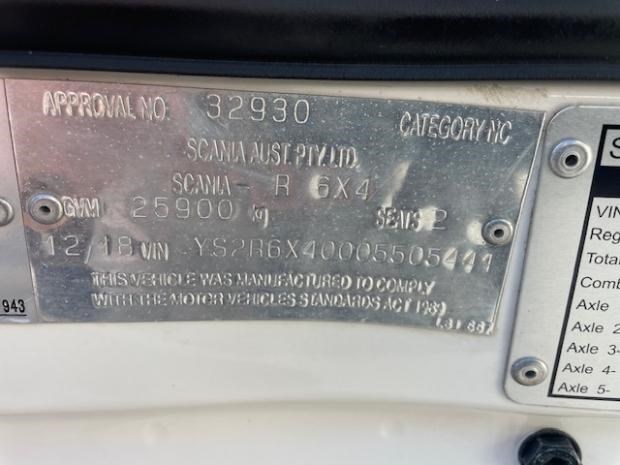 APPROVAL NO. 32930 CATEGORY-NC
SCANIA AUST. PTY. LTD.
SCANIA - R 6X4
GVM 25900 kg SEATS 2
12/18 VIN YS2R6X40005505441
THIS VEHICLE WAS MANUFACTURED TO COMPLY
WITH THE MOTOR VEHICLES STANDARDS ACT 1989
943
S
VIN
Reg
Tota
Comb
Axle
Axle 2
Axle 3-
Axle 4-
Axle 5-